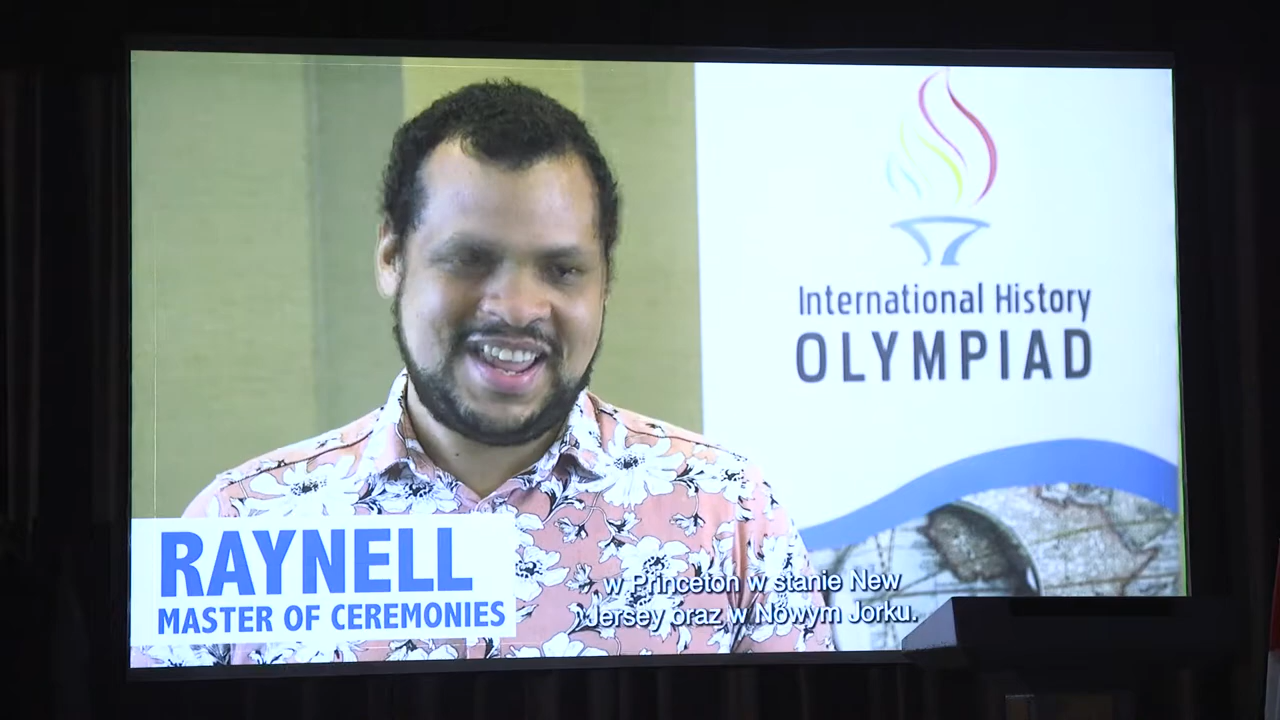 International History
OLYMPIAD
RAYNELL
MASTER OF CEREMONIES
w Princeton w stanie New
Jersey oraz w Nowym Jorku.